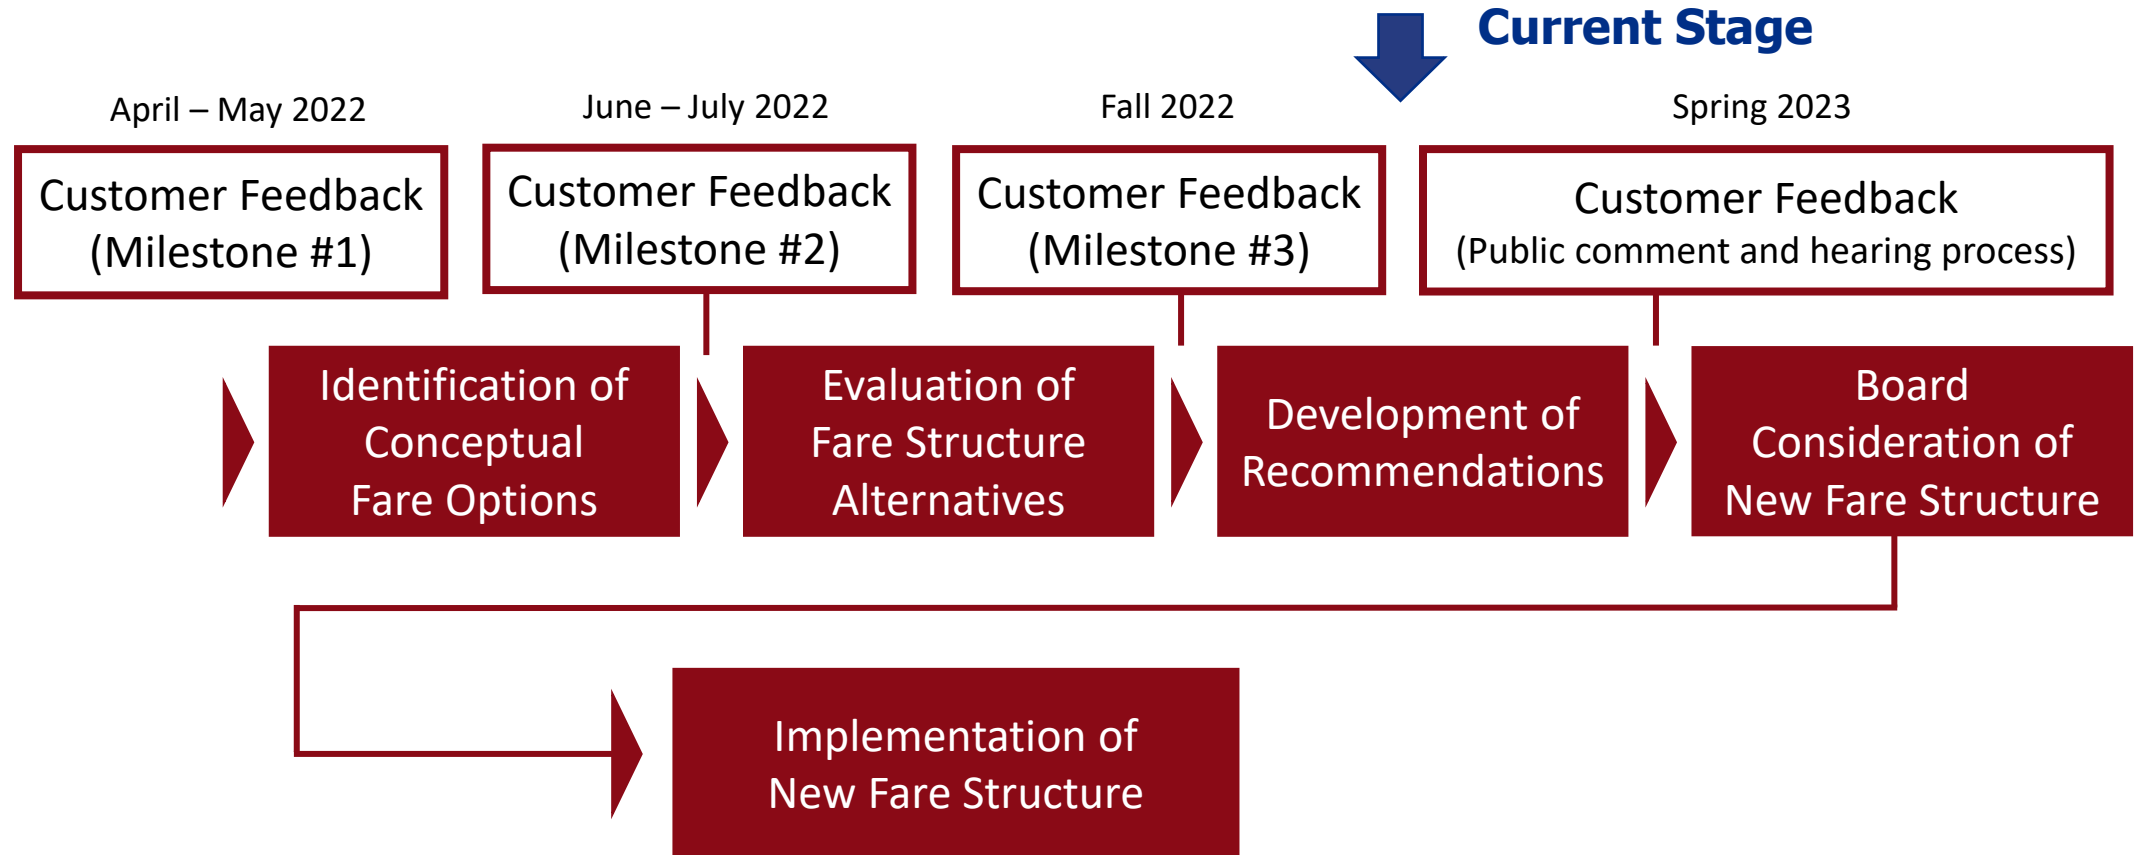 Current Stage
April – May 2022
June – July 2022
Fall 2022
Spring 2023
Customer Feedback
(Milestone #1)
Customer Feedback
(Milestone #2)
Customer Feedback
(Milestone #3)
Customer Feedback
(Public comment and hearing process)
Identification of
Conceptual
Fare Options
Evaluation of
Fare Structure
Alternatives
Development of
Recommendations
Board
Consideration of
New Fare Structure
Implementation of
New Fare Structure